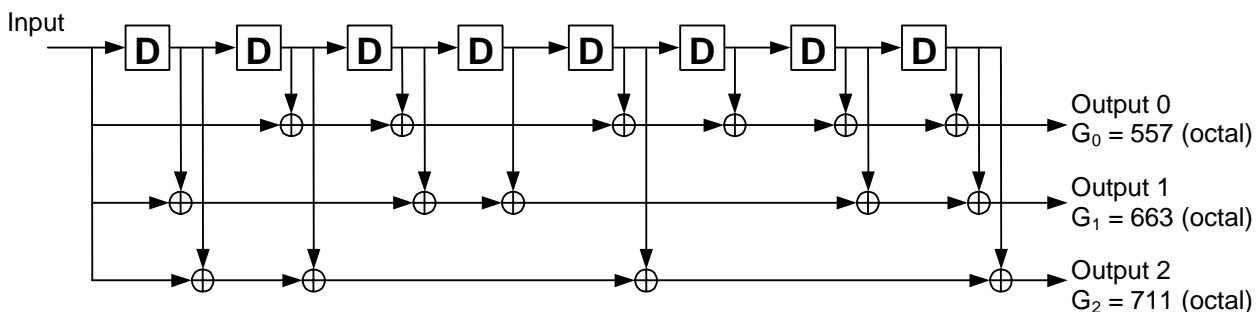 Input
D D D D D D D D
Output 0
G₀ = 557 (octal)
Output 1
G₁ = 663 (octal)
Output 2
G₂ = 711 (octal)